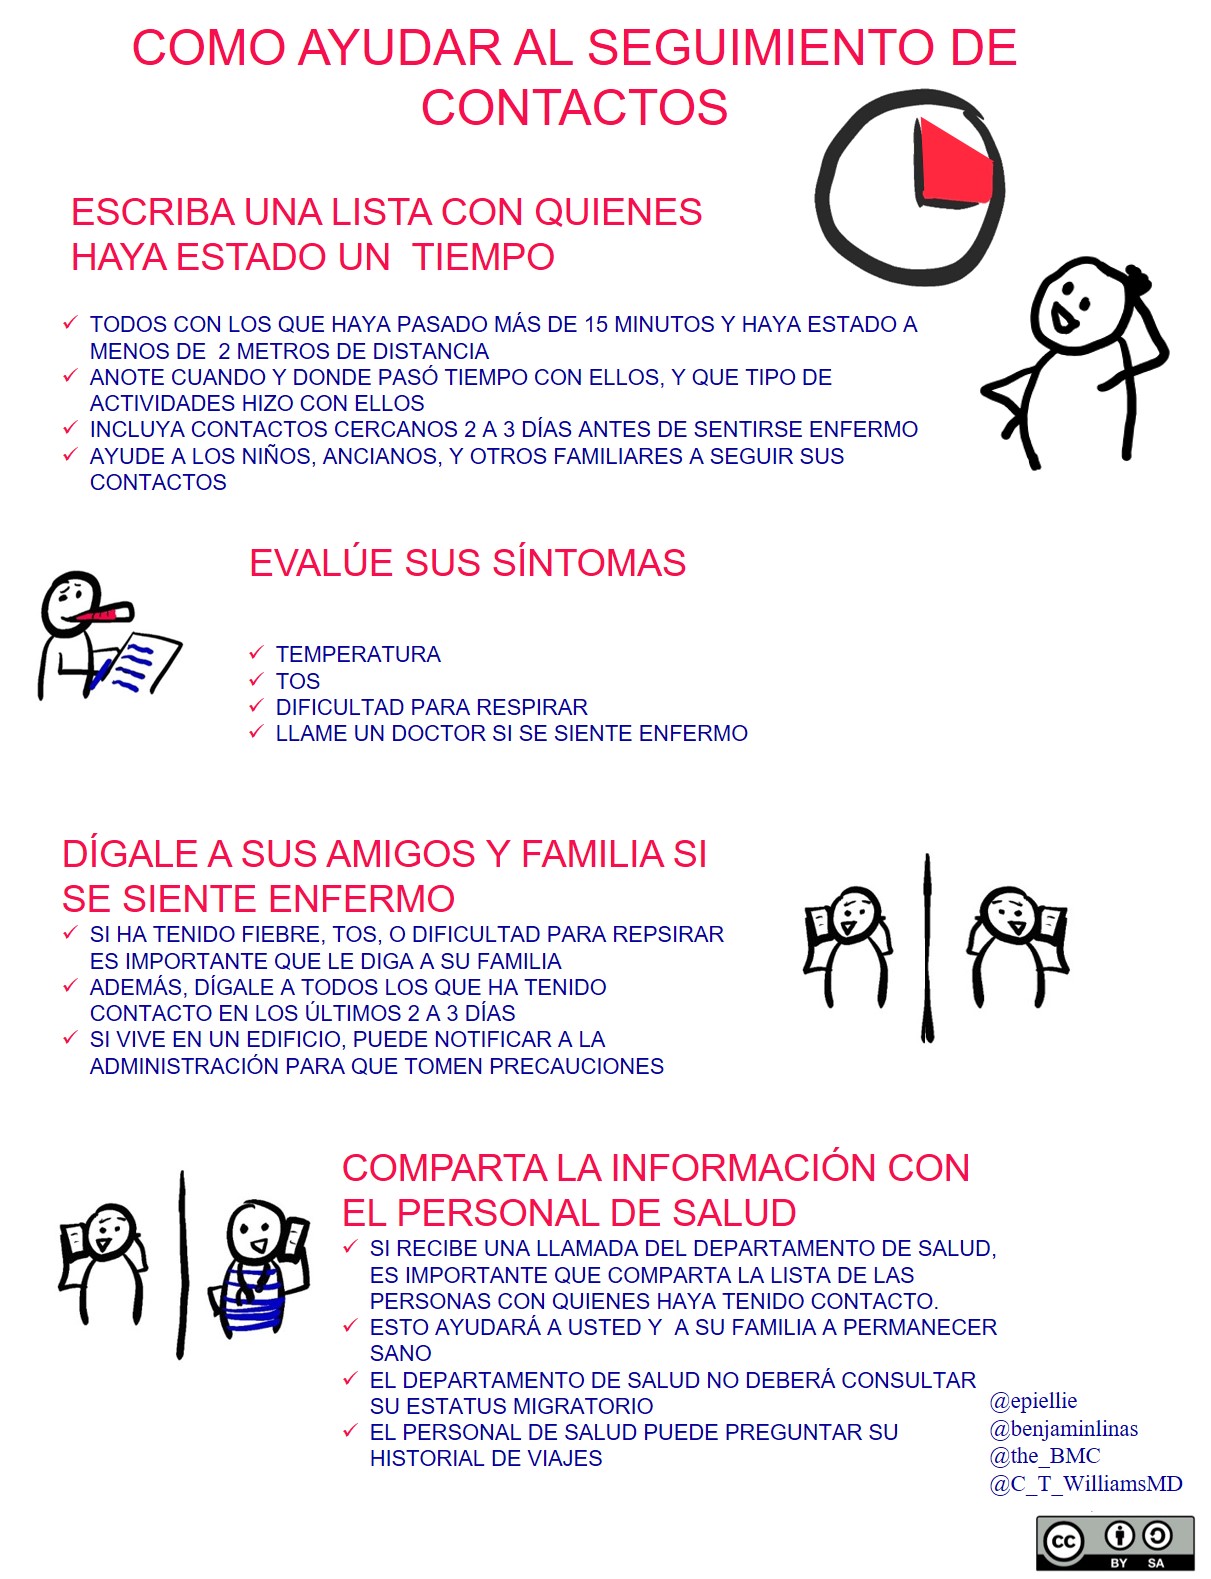 COMO AYUDAR AL SEGUIMIENTO DE
CONTACTOS
ESCRIBA UNA LISTA CON QUIENES
HAYA ESTADO UN TIEMPO
✓ TODOS CON LOS QUE HAYA PASADO MÁS DE 15 MINUTOS Y HAYA ESTADO A
MENOS DE 2 METROS DE DISTANCIA
✓ ANOTE CUANDO Y DONDE PASÓ TIEMPO CON ELLOS, Y QUE TIPO DE
ACTIVIDADES HIZO CON ELLOS
✓ INCLUYA CONTACTOS CERCANOS 2 A 3 DÍAS ANTES DE SENTIRSE ENFERMO
✓ AYUDE A LOS NIÑOS, ANCIANOS, Y OTROS FAMILIARES A SEGUIR SUS
CONTACTOS
EVALÚE SUS SÍNTOMAS
✓ TEMPERATURA
✓ TOS
✓ DIFICULTAD PARA RESPIRAR
✓ LLAME UN DOCTOR SI SE SIENTE ENFERMO
DÍGALE A SUS AMIGOS Y FAMILIA SI
SE SIENTE ENFERMO
✓ SI HA TENIDO FIEBRE, TOS, O DIFICULTAD PARA REPSIRAR
ES IMPORTANTE QUE LE DIGA A SU FAMILIA
✓ ADEMÁS, DÍGALE A TODOS LOS QUE HA TENIDO
CONTACTO EN LOS ÚLTIMOS 2 A 3 DÍAS
✓ SI VIVE EN UN EDIFICIO, PUEDE NOTIFICAR A LA
ADMINISTRACIÓN PARA QUE TOMEN PRECAUCIONES
COMPARTA LA INFORMACIÓN CON
EL PERSONAL DE SALUD
✓ SI RECIBE UNA LLAMADA DEL DEPARTAMENTO DE SALUD,
ES IMPORTANTE QUE COMPARTA LA LISTA DE LAS
PERSONAS CON QUIENES HAYA TENIDO CONTACTO.
✓ ESTO AYUDARÁ A USTED Y A SU FAMILIA A PERMANECER
SANO
✓ EL DEPARTAMENTO DE SALUD NO DEBERÁ CONSULTAR
SU ESTATUS MIGRATORIO
✓ EL PERSONAL DE SALUD PUEDE PREGUNTAR SU
HISTORIAL DE VIAJES
@epiellie
@benjaminlinas
@the_BMC
@C_T_WilliamsMD
cc BY SA